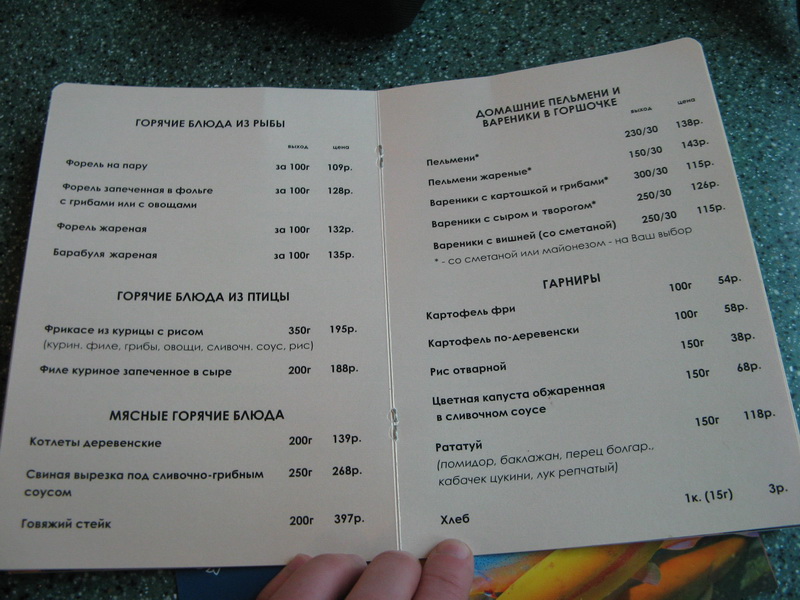 ГОРЯЧИЕ БЛЮДА ИЗ РЫБЫ
выход цена
Форель на пару за 100г 109р.
Форель запеченная в фольге за 100г 128р.
с грибами или с овощами
Форель жареная за 100г 132р.
Барабуля жареная за 100г 135р.
ГОРЯЧИЕ БЛЮДА ИЗ ПТИЦЫ
Фрикасе из курицы с рисом 350г 195р.
(курин. филе, грибы, овощи, сливочн. соус, рис)
Филе куриное запеченное в сыре 200г 188р.
МЯСНЫЕ ГОРЯЧИЕ БЛЮДА
Котлеты деревенские 200г 139р.
Свиная вырезка под сливочно-грибным 250г 268р.
соусом
Говяжий стейк 200г 397р.
ДОМАШНИЕ ПЕЛЬМЕНИ И
ВАРЕНИКИ В ГОРШОЧКЕ
выход цена
Пельмени* 230/30 138р.
Пельмени жареные* 150/30 143р.
Вареники с картошкой и грибами* 300/30 115р.
Вареники с сыром и творогом* 250/30 126р.
Вареники с вишней (со сметаной) 250/30 115р.
* - со сметаной или майонезом - на Ваш выбор
ГАРНИРЫ
Картофель фри 100г 54р.
Картофель по-деревенски 100г 58р.
Рис отварной 150г 38р.
Цветная капуста обжаренная 150г 68р.
в сливочном соусе
Рататуй 150г 118р.
(помидор, баклажан, перец болгар.,
кабачек цукини, лук репчатый)
Хлеб 1к. (15г) 3р.